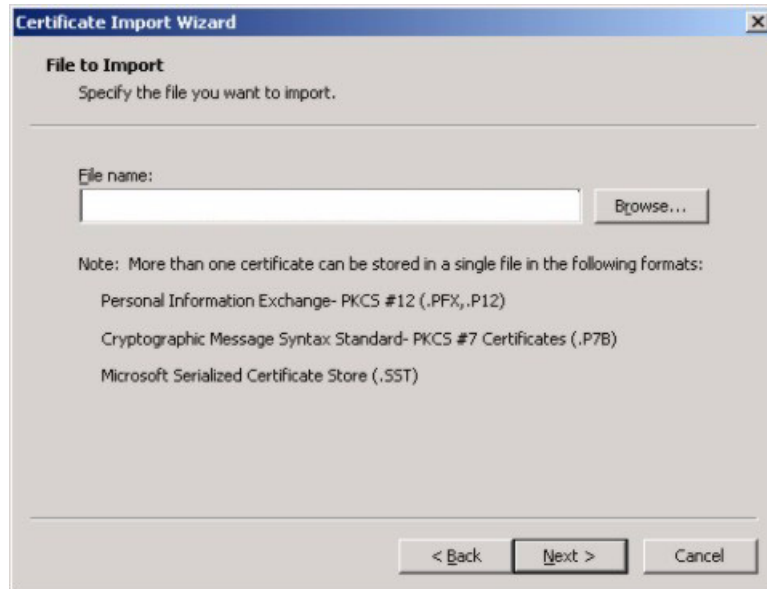 Certificate Import Wizard
File to Import
Specify the file you want to import.
File name:
Browse...
Note: More than one certificate can be stored in a single file in the following formats:
Personal Information Exchange- PKCS #12 (.PFX,.P12)
Cryptographic Message Syntax Standard- PKCS #7 Certificates (.P7B)
Microsoft Serialized Certificate Store (.SST)
< Back Next > Cancel